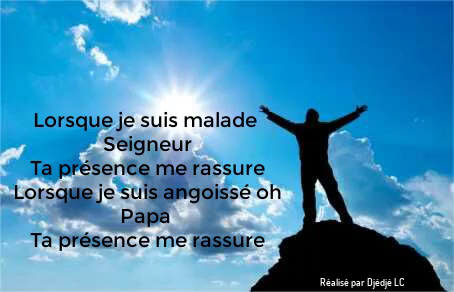 Lorsque je suis malade
Seigneur
Ta présence me rassure
Lorsque je suis angoissé oh
Papa
Ta présence me rassure
Réalisé par Djédjé LC